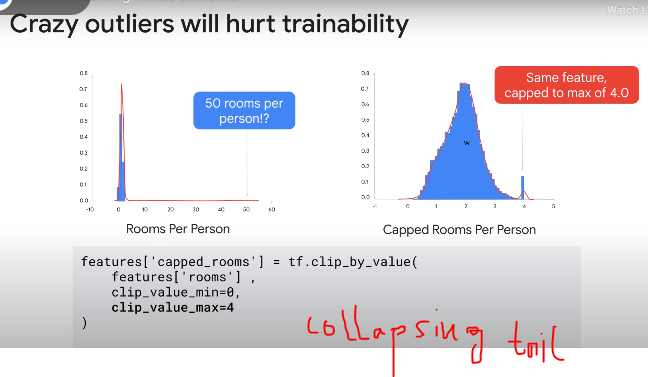 Watch L
Crazy outliers will hurt trainability
0.8
0.7
0.6
0.5
0.4
0.3
0.2
0.1
0.0
-10 0 10 20 30 40 50 60
50 rooms per
person!?
Rooms Per Person
0.8
0.7
0.6
0.5
0.4
0.3
0.2
0.1
0.0
-1 0 1 2 3 4 5
w
Same feature,
capped to max of 4.0
Capped Rooms Per Person
features['capped_rooms'] = tf.clip_by_value(
features['rooms'] ,
clip_value_min=0,
clip_value_max=4
)
collapsing tail